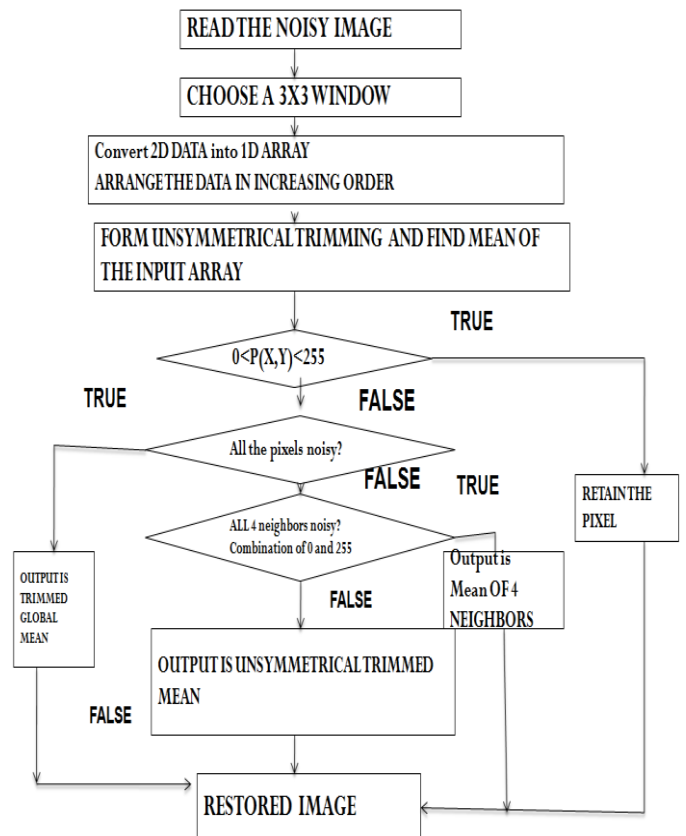 READ THE NOISY IMAGE
CHOOSE A 3X3 WINDOW
Convert 2D DATA into 1D ARRAY
ARRANGE THE DATA IN INCREASING ORDER
FORM UNSYMMETRICAL TRIMMING AND FIND MEAN OF
THE INPUT ARRAY
TRUE
0<P(X,Y)<255
FALSE
TRUE
All the pixels noisy?
FALSE
TRUE
ALL 4 neighbors noisy?
Combination of 0 and 255
RETAIN THE
PIXEL
Output is
Mean OF 4
NEIGHBORS
OUTPUT IS
TRIMMED
GLOBAL
MEAN
FALSE
OUTPUT IS UNSYMMETRICAL TRIMMED
MEAN
FALSE
RESTORED IMAGE